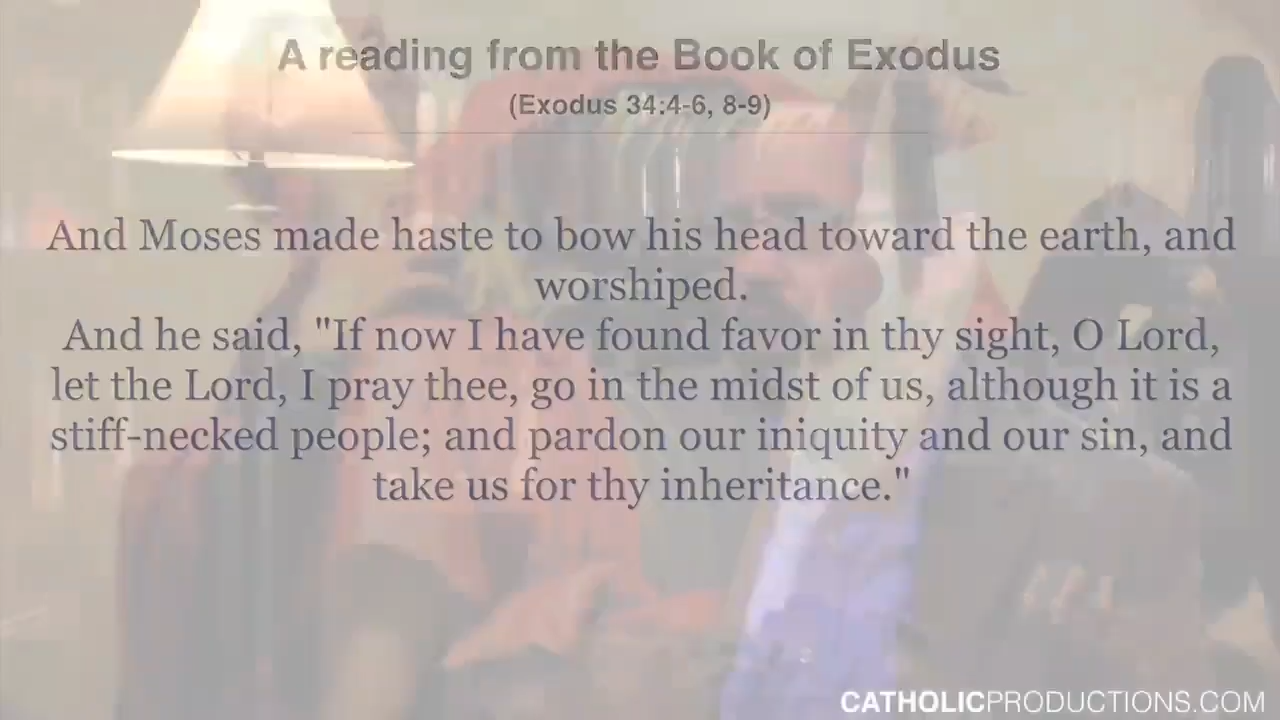 A reading from the Book of Exodus
(Exodus 34:4-6, 8-9)
And Moses made haste to bow his head toward the earth, and
worshiped.
And he said, "If now I have found favor in thy sight, O Lord,
let the Lord, I pray thee, go in the midst of us, although it is a
stiff-necked people; and pardon our iniquity and our sin, and
take us for thy inheritance."
CATHOLICPRODUCTIONS.COM